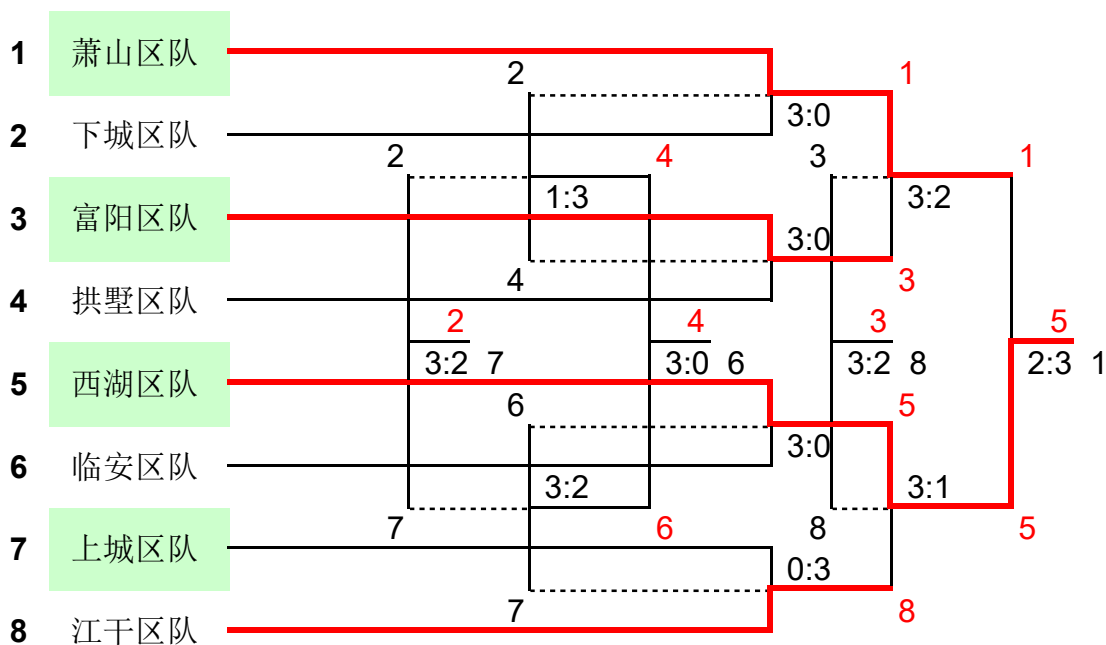 1 萧山区队
2 1
3:0
2 下城区队
2 4 3 1
1:3 3:2
3 富阳区队
3:0
4 3
4 拱墅区队
2 4 3 5
3:2 7 3:0 6 3:2 8 2:3 1
5 西湖区队
6 5
3:0
6 临安区队
3:2 3:1
7 6 8 5
7 上城区队
0:3
7 8
8 江干区队